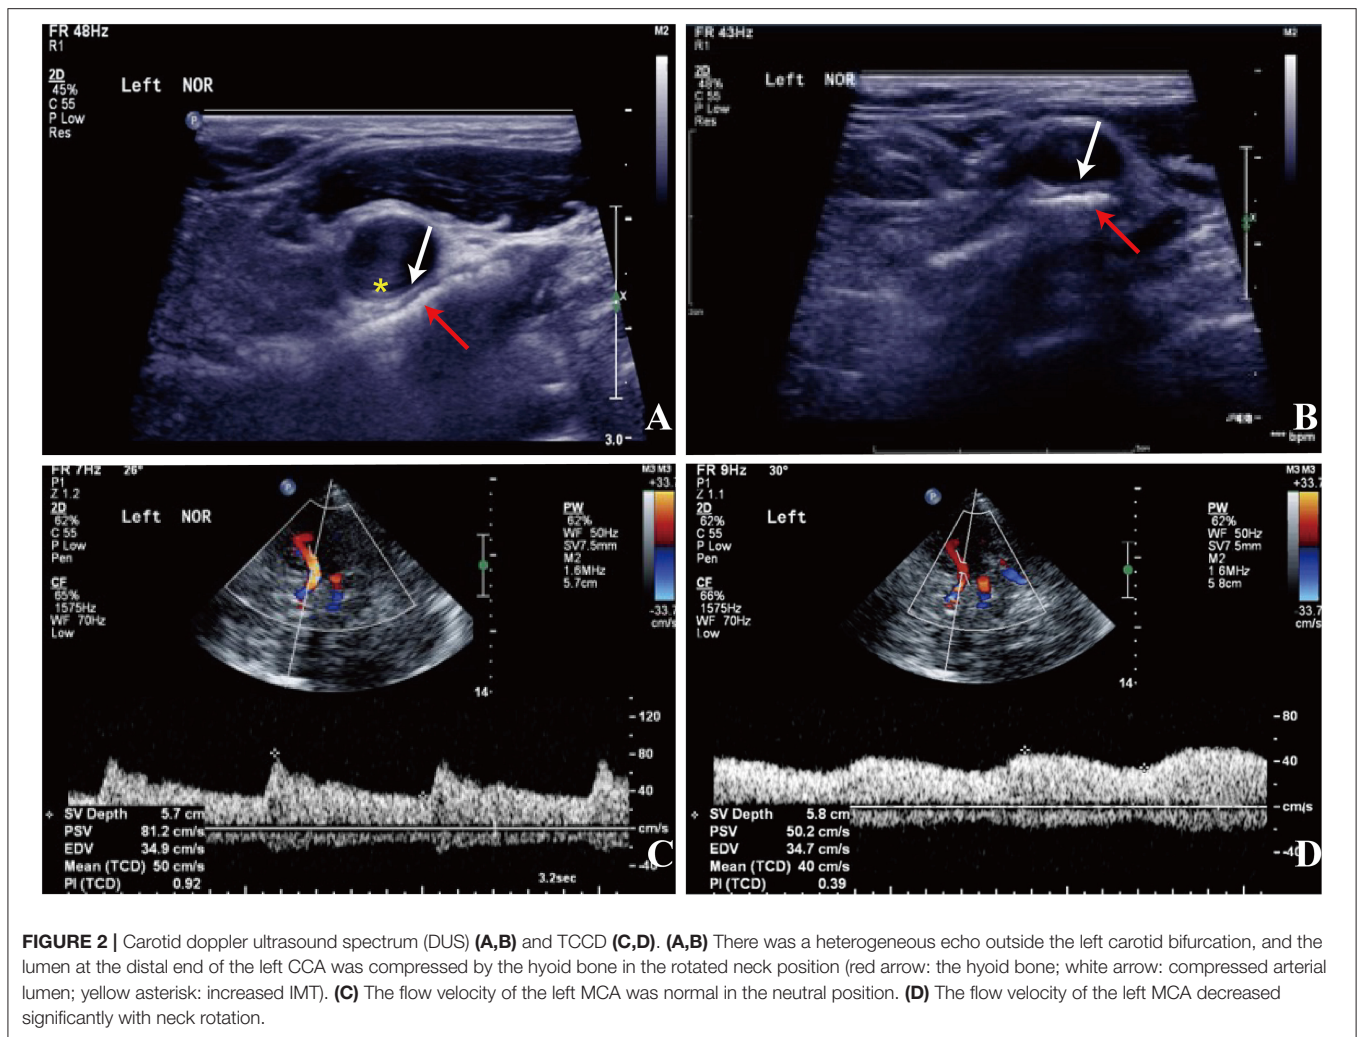 FR 48Hz
R1
M2
2D
45%
C 55
P Low
Res
Left NOR
P
X
*
A
3.0
FR 43Hz
R1
M2
2D
48%
C 55
P Low
Res
Left NOR
B
bpm
FR 7Hz 26°
P1
Z 1.2
2D
62%
C 55
P Low
Pen
CF
65%
1575Hz
WF 70Hz
Low
Left NOR
P
PW
62%
WF 50Hz
SV7.5mm
M2
1.6MHz
5.7cm
M3 M3
+33.7
-33.7
cm/s
14
120
80
40
cm/s
-40
SV Depth 5.7 cm
PSV 81.2 cm/s
EDV 34.9 cm/s
Mean (TCD) 50 cm/s
PI (TCD) 0.92
3.2sec
C
FR 9Hz 30°
P1
Z 1.1
2D
62%
C 55
P Low
Pen
CF
66%
1575Hz
WF 70Hz
Low
Left
P
PW
62%
WF 50Hz
SV7.5mm
M2
1.6MHz
5.8cm
M3 M3
+33.7
-33.7
cm/s
14
80
40
cm/s
-40
SV Depth 5.8 cm
PSV 50.2 cm/s
EDV 34.7 cm/s
Mean (TCD) 40 cm/s
PI (TCD) 0.39
D
FIGURE 2 | Carotid doppler ultrasound spectrum (DUS) (A,B) and TCCD (C,D). (A,B) There was a heterogeneous echo outside the left carotid bifurcation, and the
lumen at the distal end of the left CCA was compressed by the hyoid bone in the rotated neck position (red arrow: the hyoid bone; white arrow: compressed arterial
lumen; yellow asterisk: increased IMT). (C) The flow velocity of the left MCA was normal in the neutral position. (D) The flow velocity of the left MCA decreased
significantly with neck rotation.